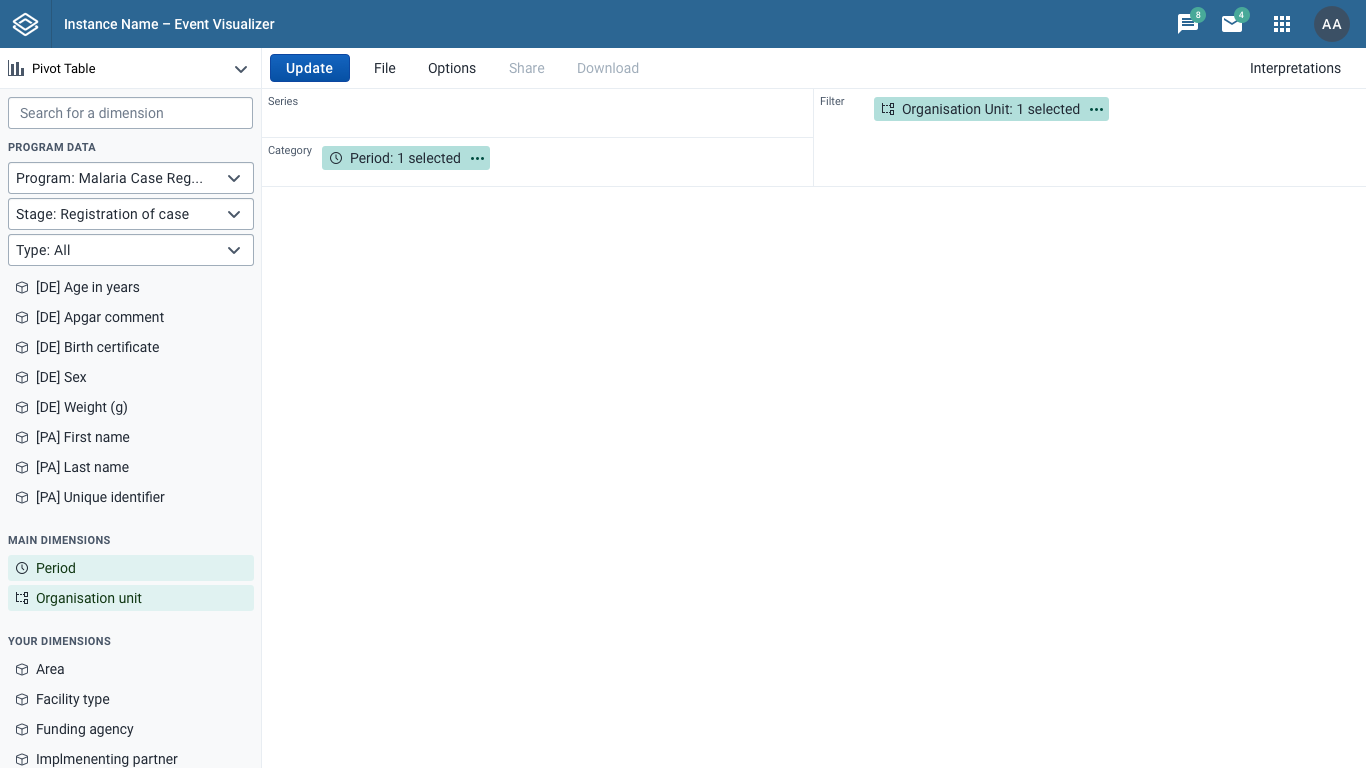 Instance Name – Event Visualizer
8
4
AA
Pivot Table
Update
File
Options
Share
Download
Interpretations
Search for a dimension
PROGRAM DATA
Program: Malaria Case Reg...
Stage: Registration of case
Type: All
[DE] Age in years
[DE] Apgar comment
[DE] Birth certificate
[DE] Sex
[DE] Weight (g)
[PA] First name
[PA] Last name
[PA] Unique identifier
MAIN DIMENSIONS
Period
Organisation unit
YOUR DIMENSIONS
Area
Facility type
Funding agency
Implmenenting partner
Series
Category
Period: 1 selected
Filter
Organisation Unit: 1 selected